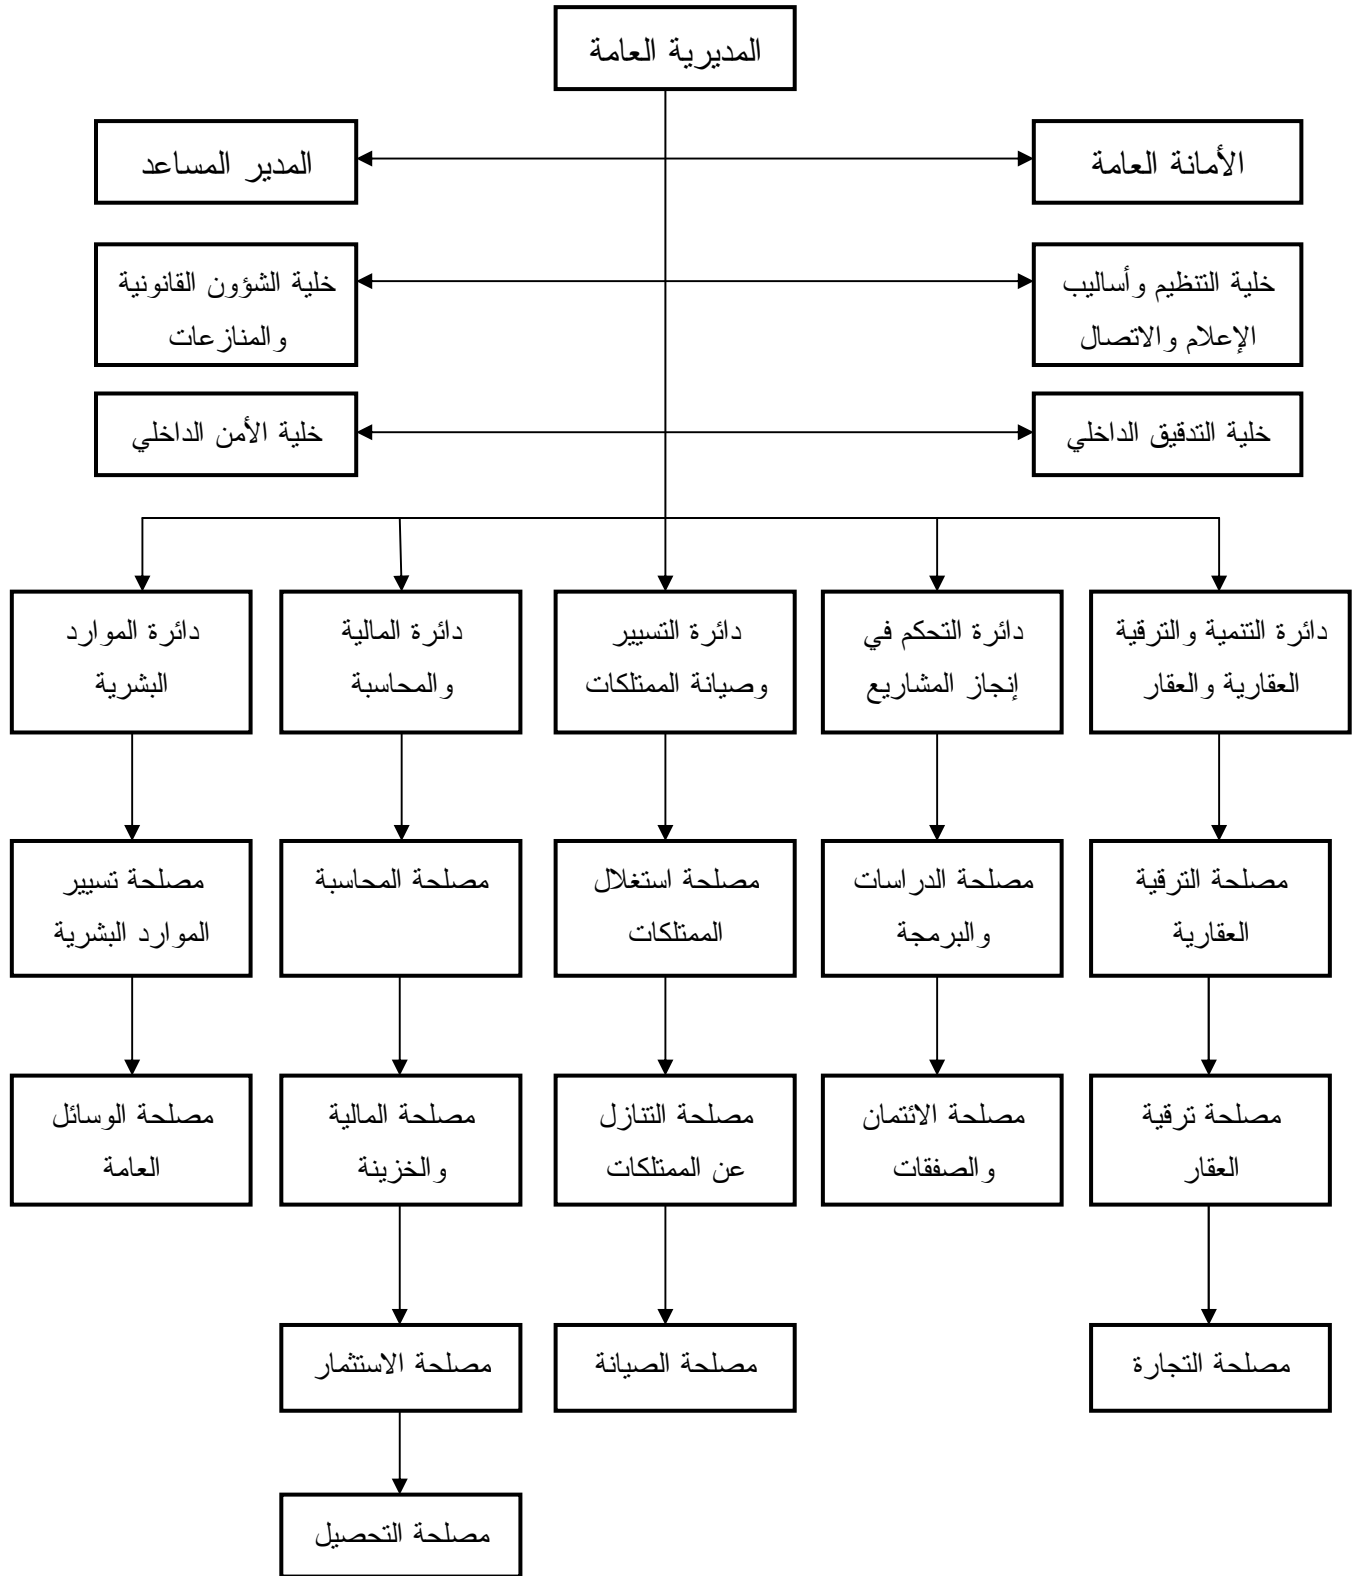 المديرية العامة
الأمانة العامة
المدير المساعد
خلية التنظيم وأساليب
الإعلام والاتصال
خلية الشؤون القانونية
والمنازعات
خلية التدقيق الداخلي
خلية الأمن الداخلي
دائرة التنمية والترقية
العقارية والعقار
دائرة التحكم في
إنجاز المشاريع
دائرة التسيير
وصيانة الممتلكات
دائرة المالية
والمحاسبة
دائرة الموارد
البشرية
مصلحة الترقية
العقارية
مصلحة الدراسات
والبرمجة
مصلحة استغلال
الممتلكات
مصلحة المحاسبة
مصلحة تسيير
الموارد البشرية
مصلحة ترقية
العقار
مصلحة الائتمان
والصفقات
مصلحة التنازل
عن الممتلكات
مصلحة المالية
والخزينة
مصلحة الوسائل
العامة
مصلحة التجارة
مصلحة الصيانة
مصلحة الاستثمار
مصلحة التحصيل